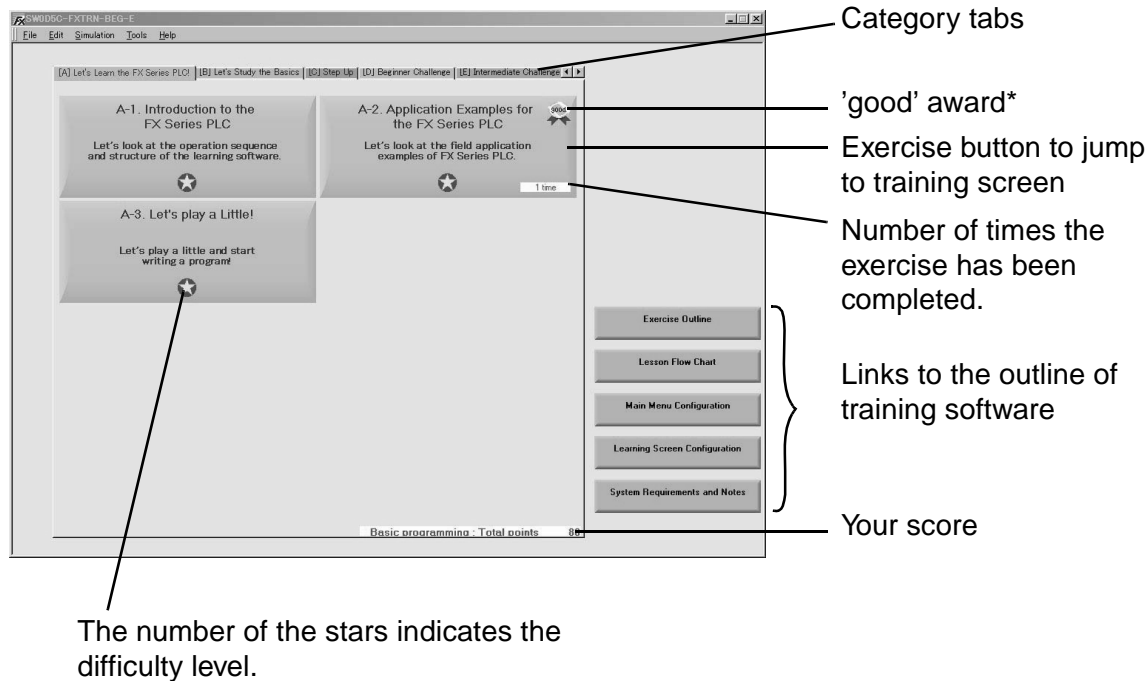 FX SW0D5C-FXTRN-BEG-E
File Edit Simulation Tools Help
[A] Let's Learn the FX Series PLC! [B] Let's Study the Basics [C] Step Up [D] Beginner Challenge [E] Intermediate Challenge
A-1. Introduction to the
FX Series PLC
Let's look at the operation sequence
and structure of the learning software.
A-2. Application Examples for
the FX Series PLC
GOOD
Let's look at the field application
examples of FX Series PLC.
1 time
A-3. Let's play a Little!
Let's play a little and start
writing a program!
Exercise Outline
Lesson Flow Chart
Main Menu Configuration
Learning Screen Configuration
System Requirements and Notes
Basic programming : Total points
Category tabs
’good’ award*
Exercise button to jump
to training screen
Number of times the
exercise has been
completed.
Links to the outline of
training software
Your score
The number of the stars indicates the
difficulty level.